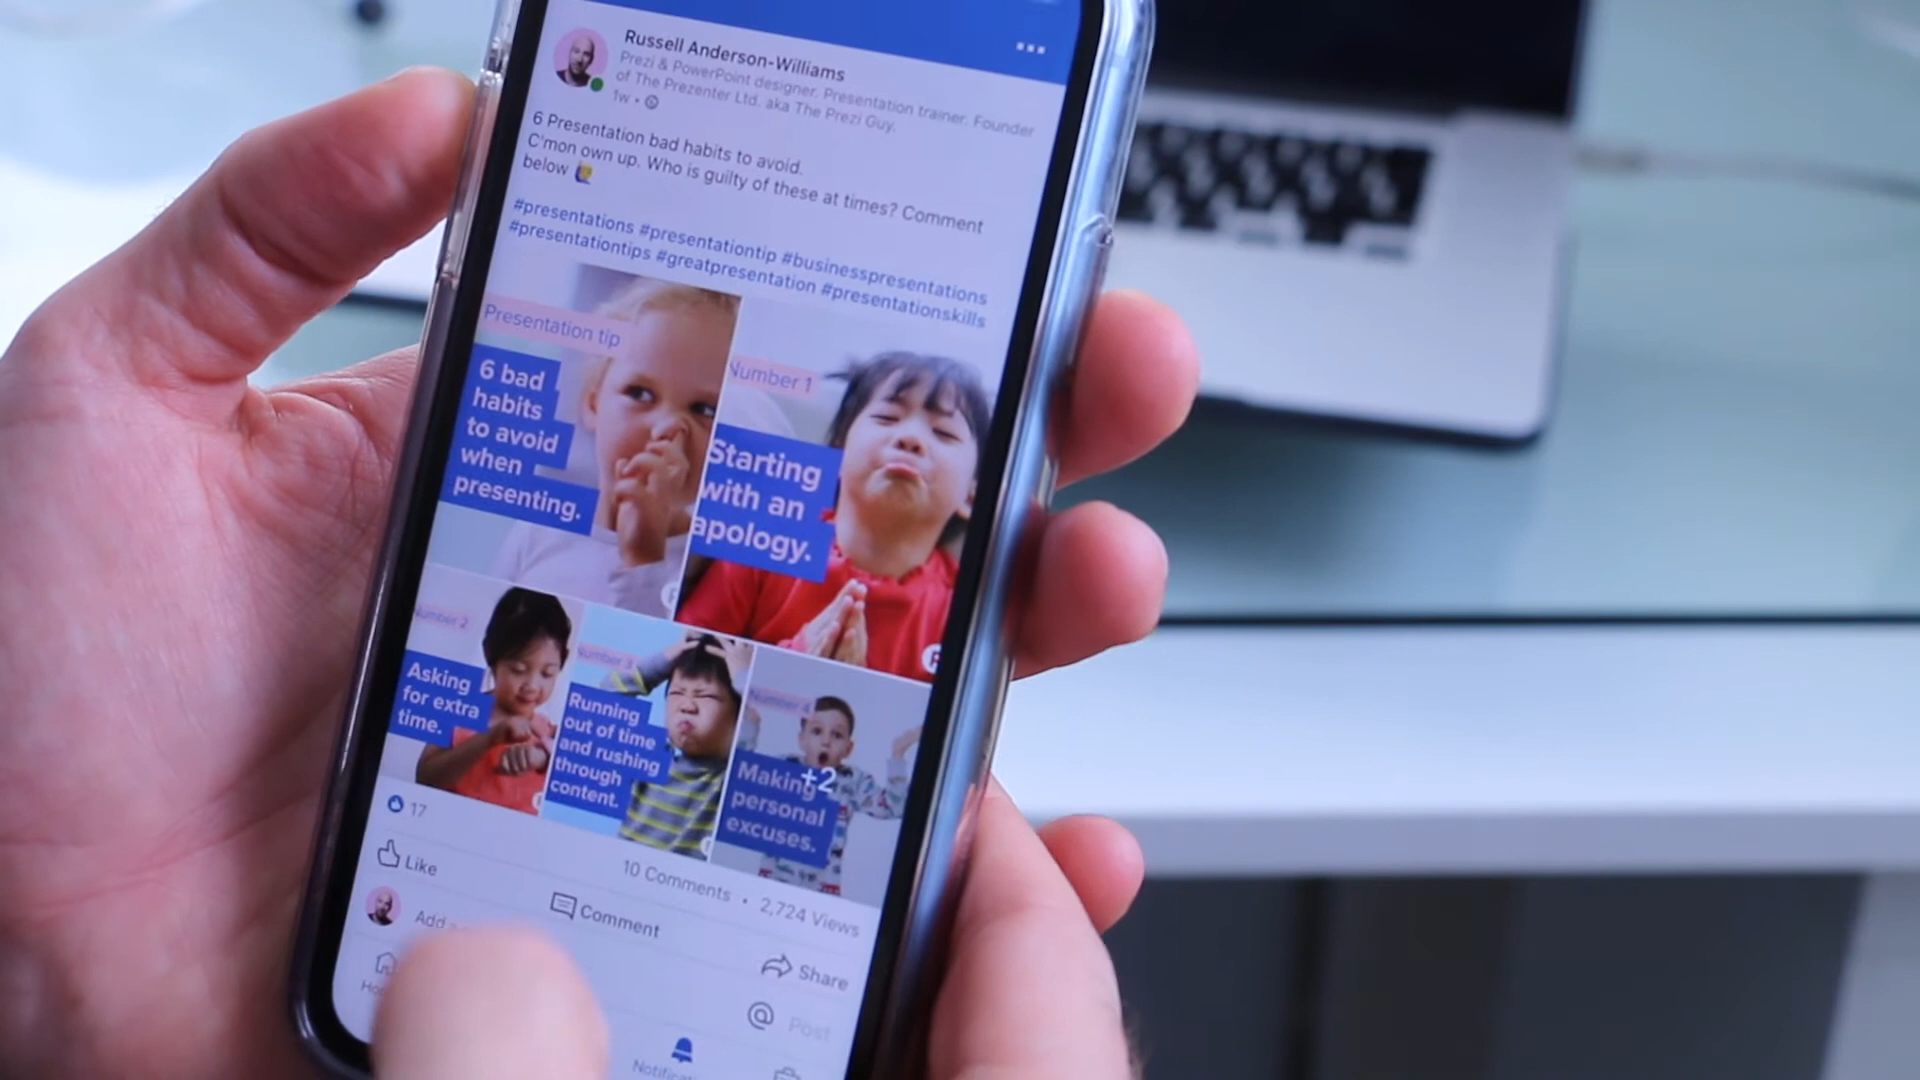 Russell Anderson-Williams
Prezi & PowerPoint designer. Presentation trainer. Founder
of The Prezenter Ltd. aka The Prezi Guy.
1w •
6 Presentation bad habits to avoid.
C'mon own up. Who is guilty of these at times? Comment
below
#presentations #presentationtip #businesspresentations
#presentationtips #greatpresentation #presentationskills
Presentation tip
6 bad
habits
to avoid
when
presenting.
Number 1
Starting
with an
apology.
Number 2
Asking
for extra
time.
Number 3
Running
out of time
and rushing
through
content.
Number 4
+2
Making
personal
excuses.
17
10 Comments • 2,724 Views
Like
Comment
Share
Add a
@ Post